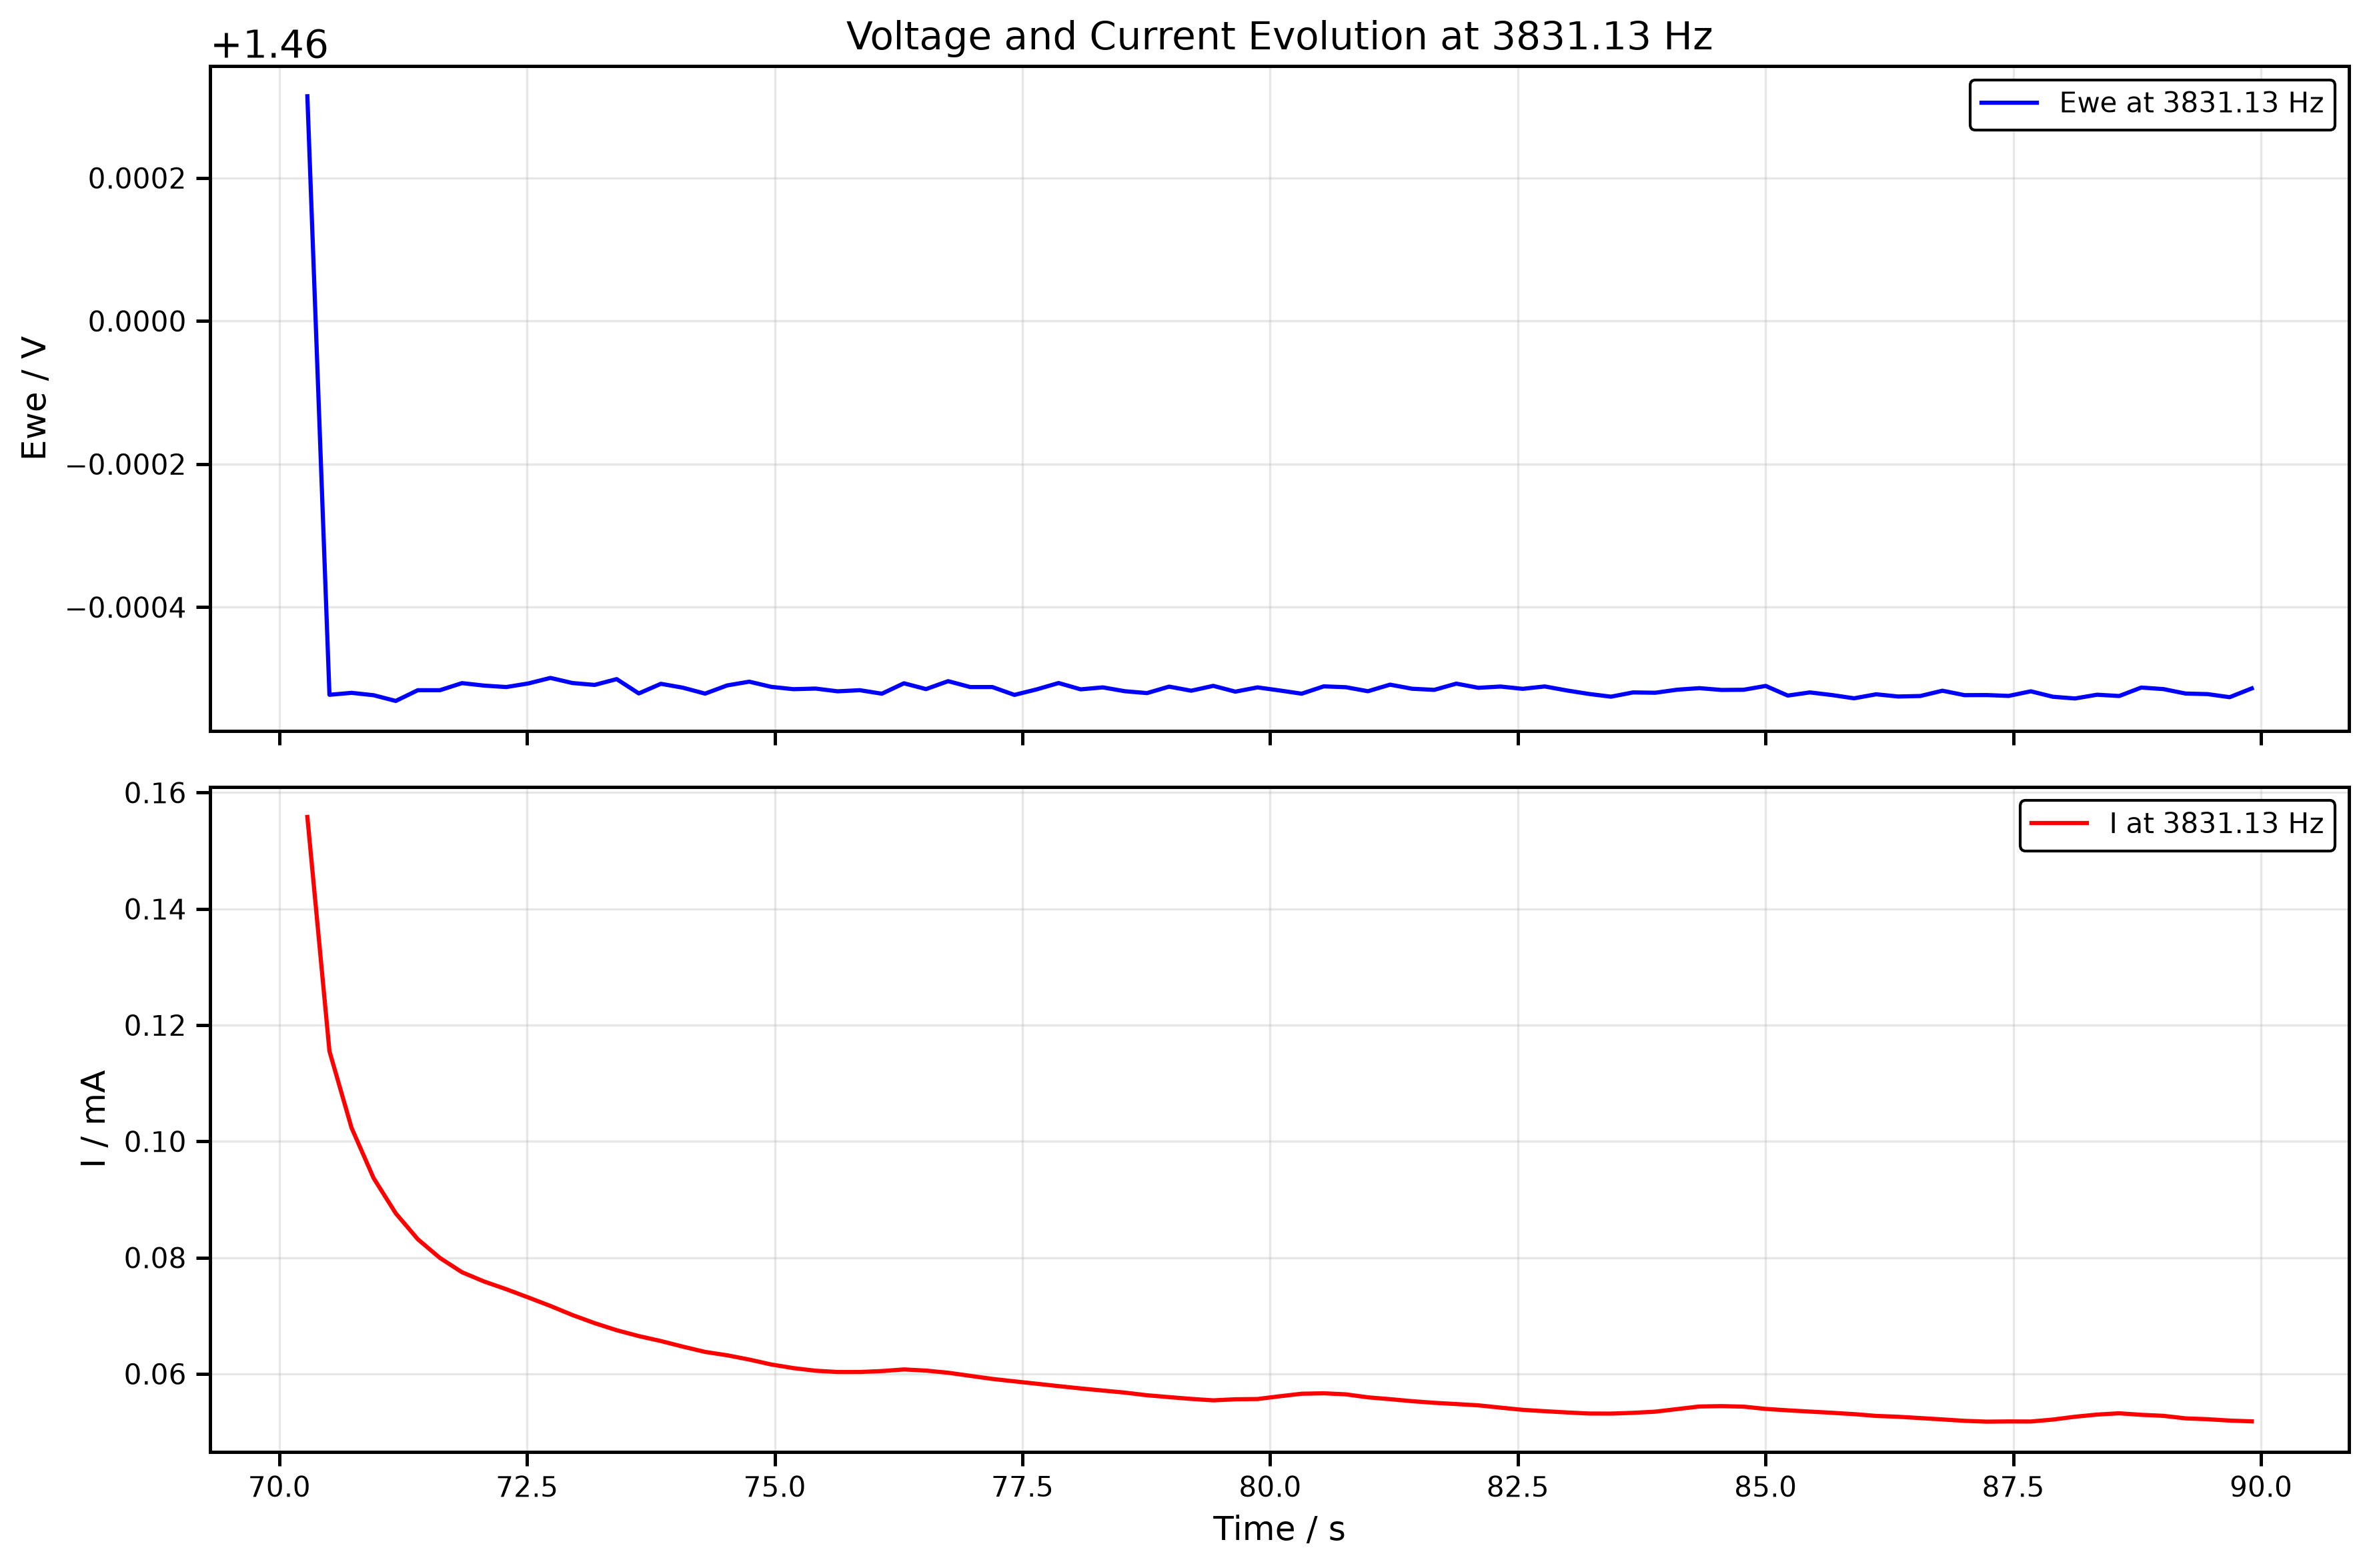 Voltage and Current Evolution at 3831.13 Hz
+1.46
Ewe at 3831.13 Hz
0.0002
0.0000
−0.0002
−0.0004
Ewe / V
I at 3831.13 Hz
0.16
0.14
0.12
0.10
0.08
0.06
I / mA
70.0 72.5 75.0 77.5 80.0 82.5 85.0 87.5 90.0
Time / s